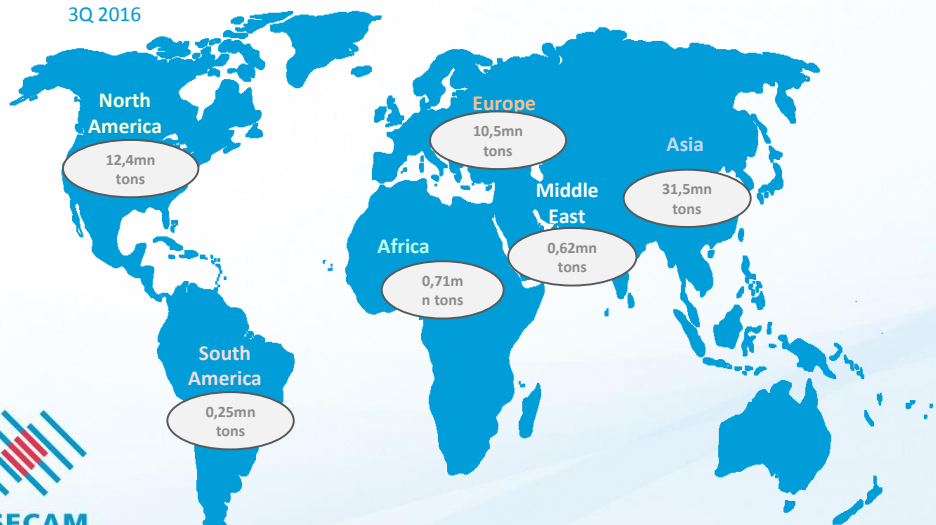 3Q 2016
North
America
12,4mn
tons
Europe
10,5mn
tons
Asia
31,5mn
tons
Middle
East
0,62mn
tons
Africa
0,71m
n tons
South
America
0,25mn
tons